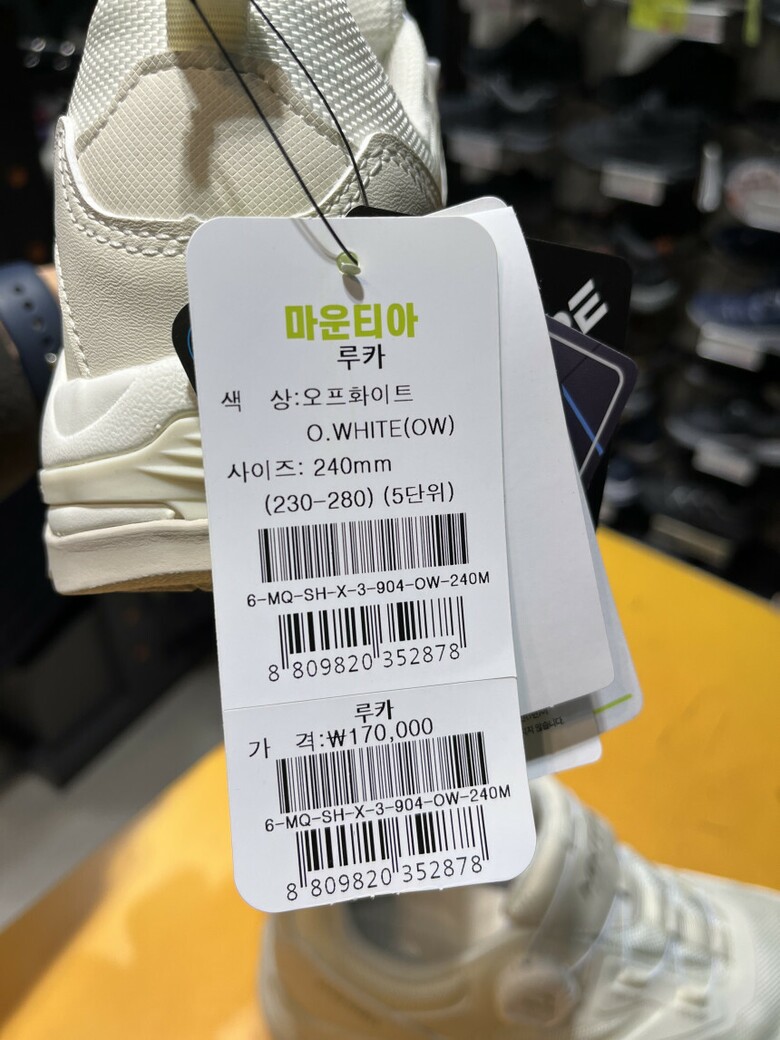 마운티아
루카
색 상:오프화이트
O.WHITE(OW)
사이즈: 240mm
(230-280) (5단위)
6-MQ-SH-X-3-904-OW-240M
8 809820 352878
루카
가 격:₩170,000
6-MQ-SH-X-3-904-OW-240M
8 809820 352878